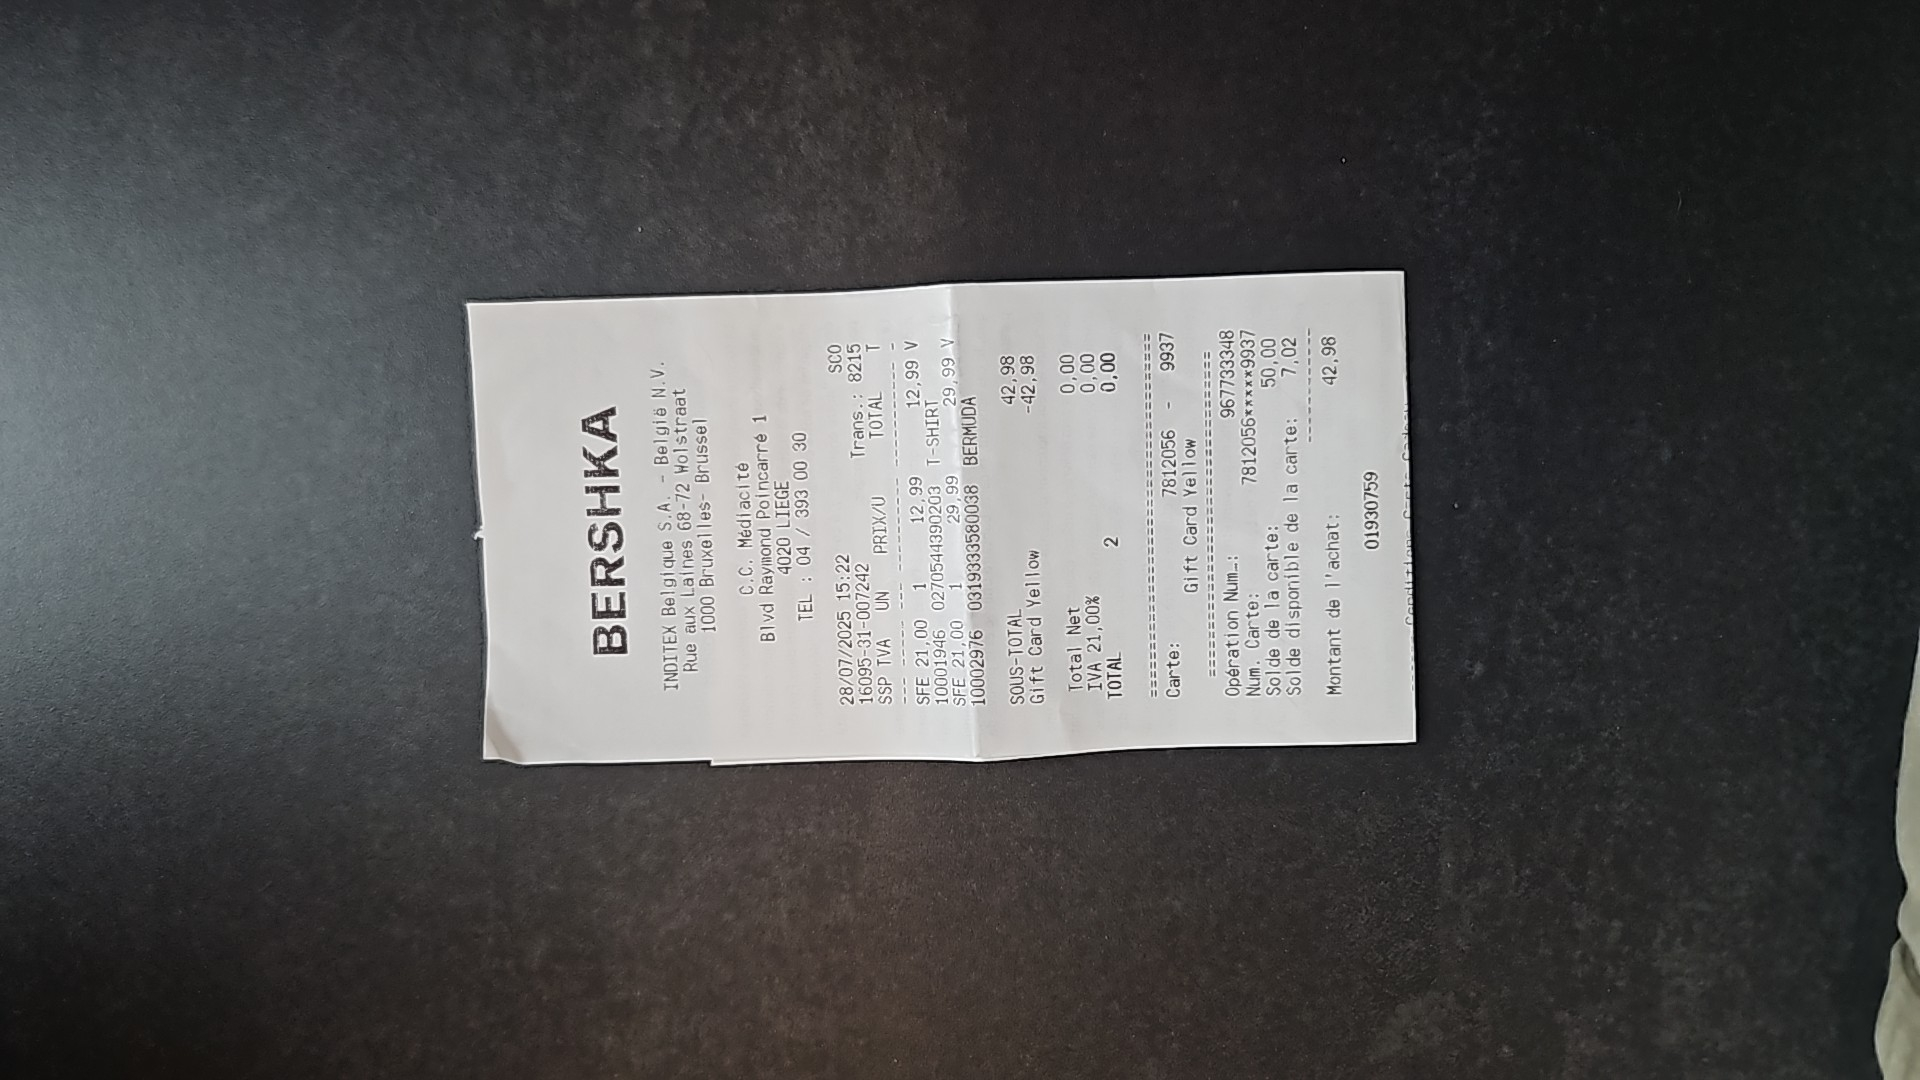 BERSHKA
INDITEX Belgique S.A. - België N.V.
Rue aux Laines 68-72 Wolstraat
1000 Bruxelles- Brussel
C.C. Médiacité
Blvd Raymond Poincarré 1
4020 LIEGE
TEL : 04 / 393 00 30
28/07/2025 15:22 SCO
16095-31-007242 Trans.: 8215
SSP TVA UN PRIX/U TOTAL T
--- ----- --- ---------- ---------- -
SFE 21,00 1 12,99 12,99 V
10001946 02705443902​03 T-SHIRT
SFE 21,00 1 29,99 29,99 V
10002976 03193335800​38 BERMUDA
SOUS-TOTAL 42,98
Gift Card Yellow -42,98
Total Net 0,00
IVA 21,00% 0,00
TOTAL 2 0,00
========================================
Carte: 7812056 - 9937
Gift Card Yellow
====================================
Opération Num.: 967733348
Num. Carte: 7812056******9937
Solde de la carte: 50,00
Solde disponible de la carte: 7,02
------------
Montant de l'achat: 42,98
01930759